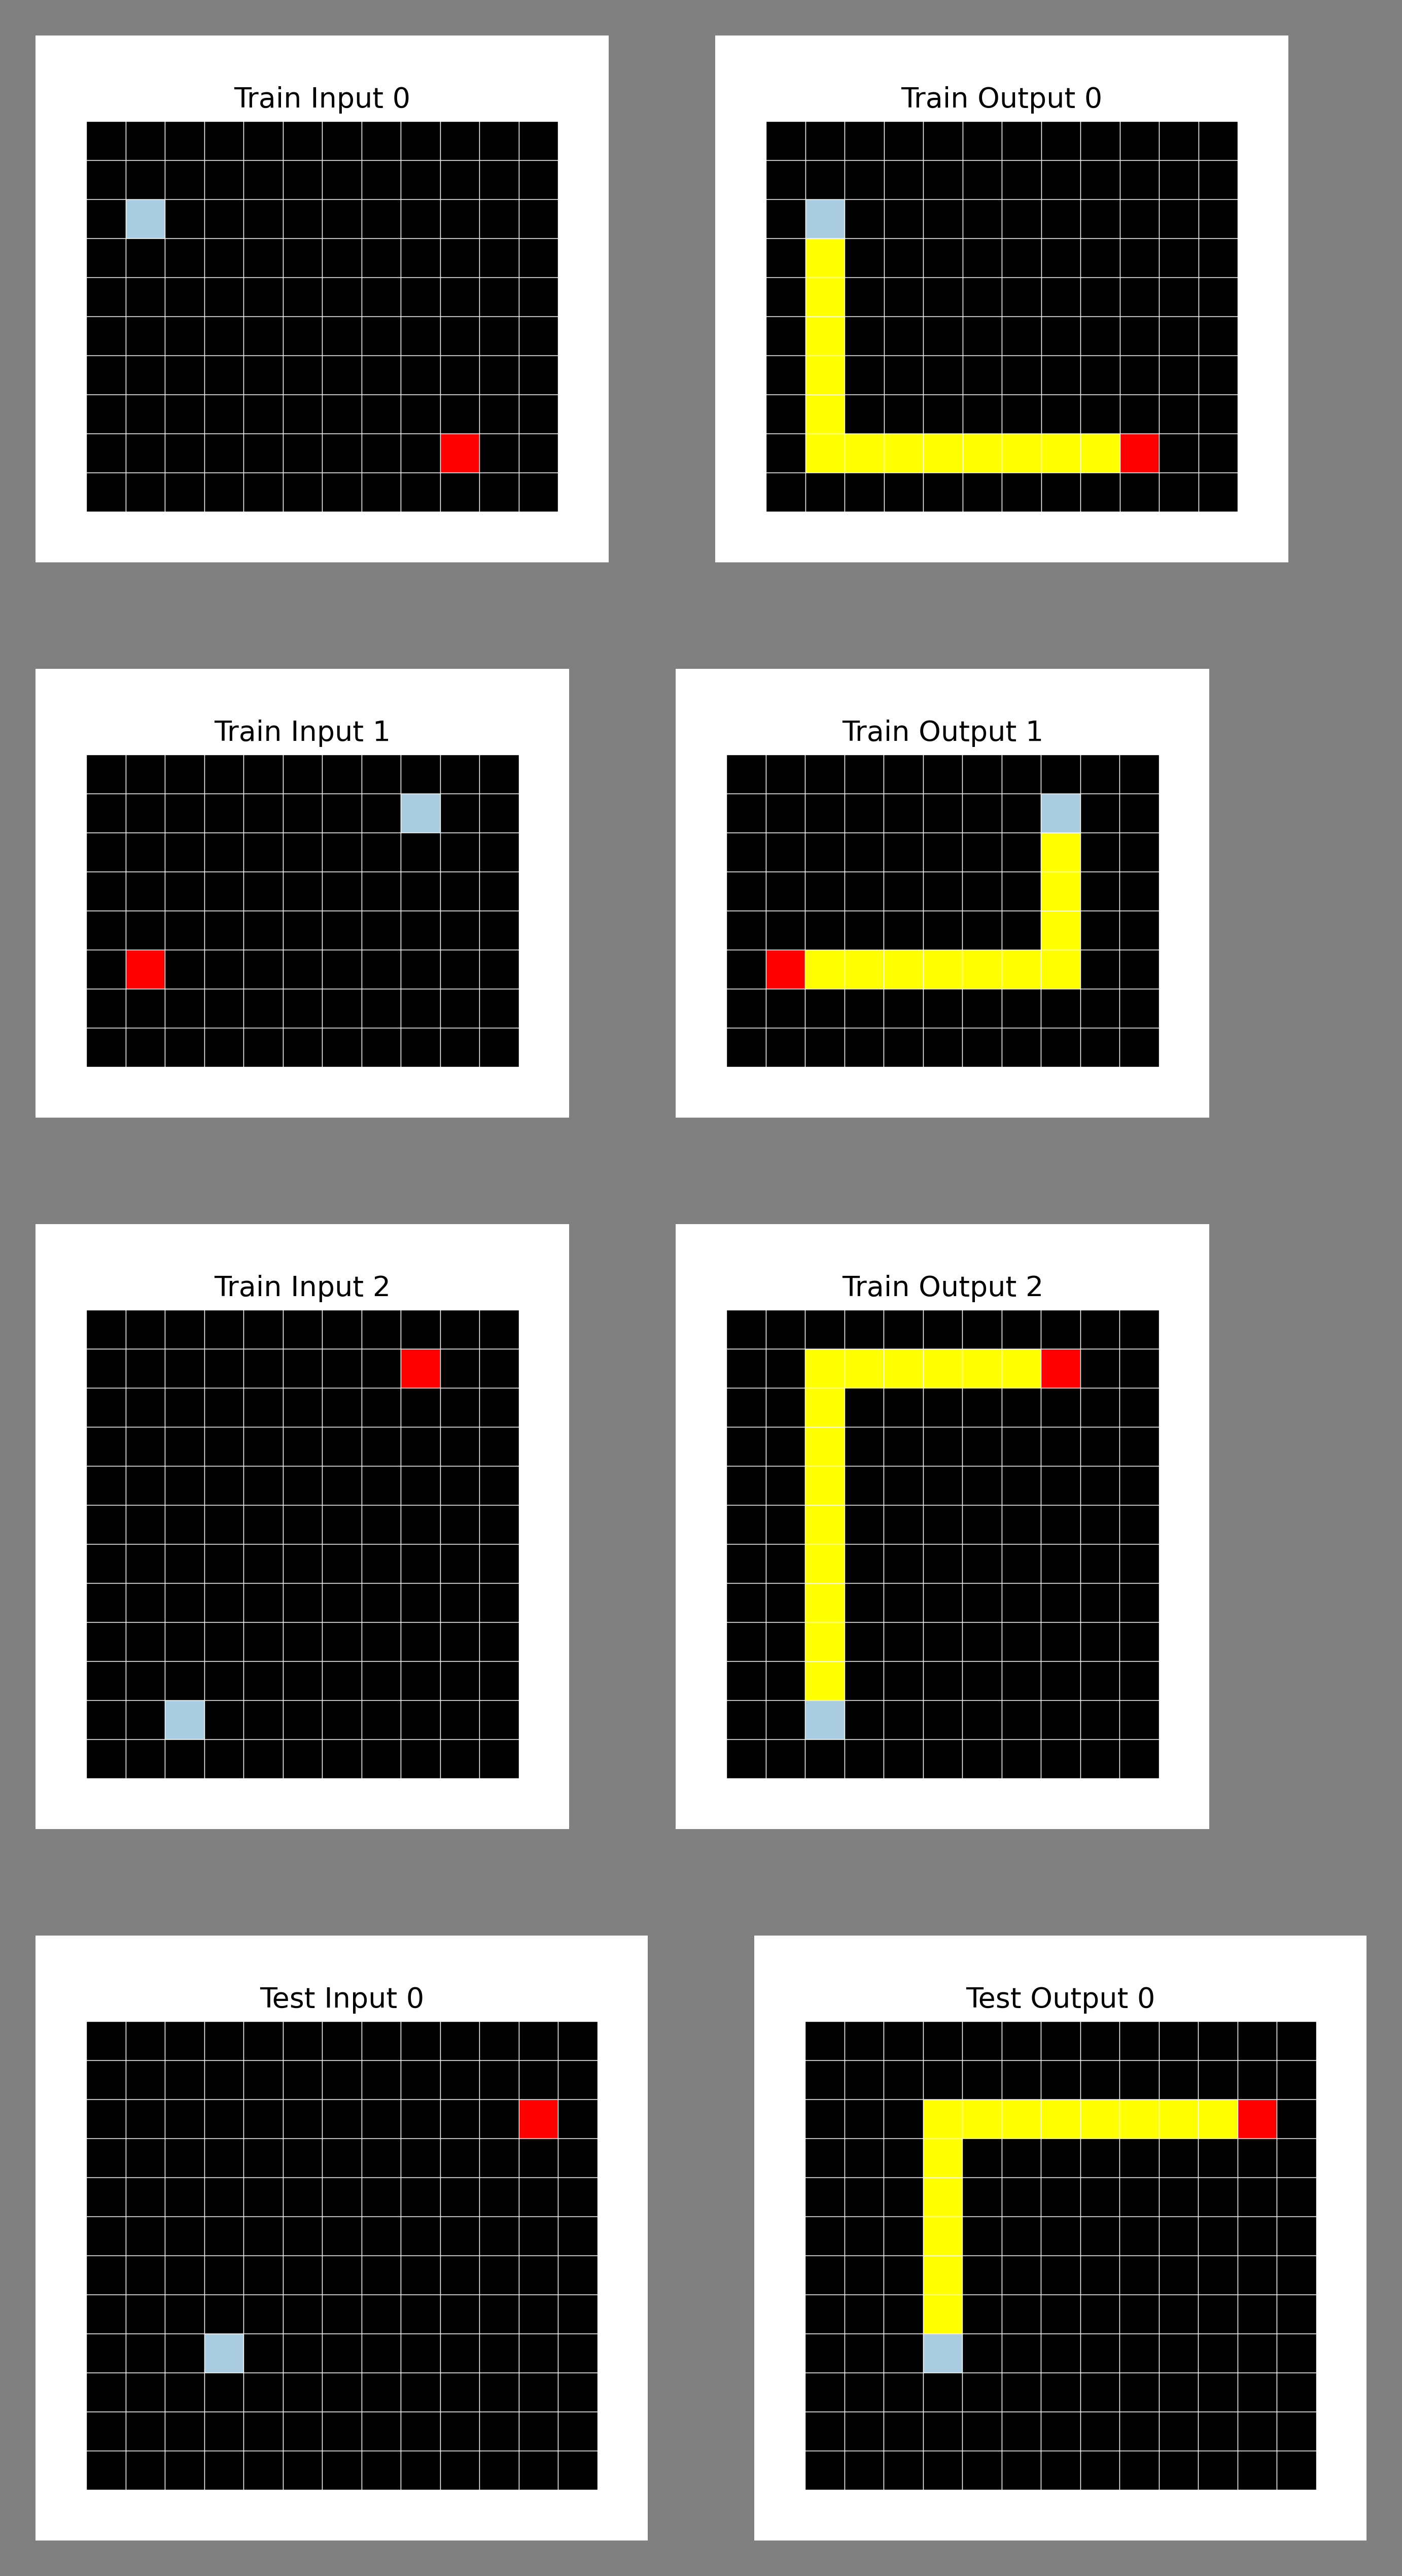 Train Input 0
Train Output 0
Train Input 1
Train Output 1
Train Input 2
Train Output 2
Test Input 0
Test Output 0